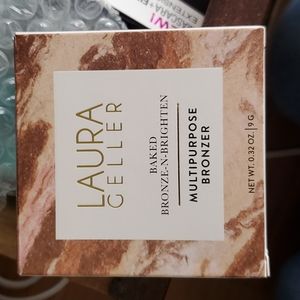 LAURA
GELLER
BAKED
BRONZE-N-BRIGHTEN
MULTIPURPOSE
BRONZER
NET WT. 0.32 OZ. | 9 G